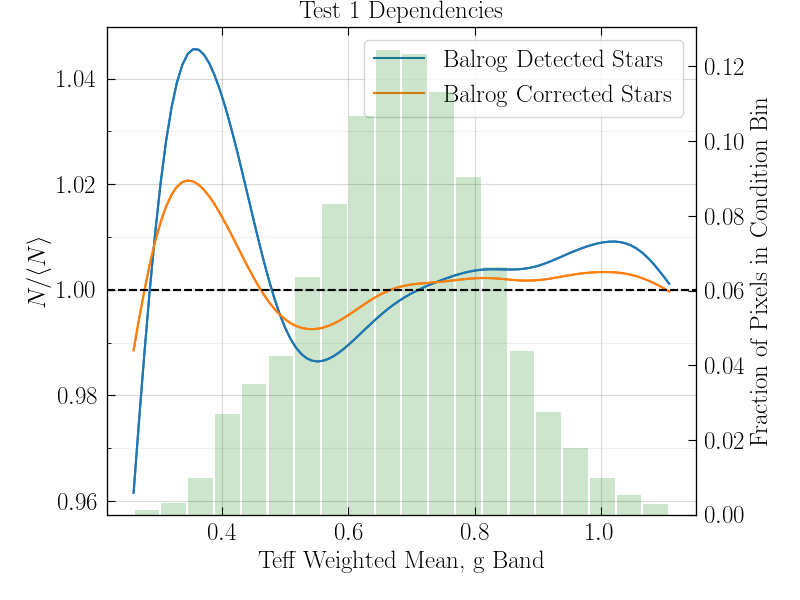 Test 1 Dependencies
Balrog Detected Stars
Balrog Corrected Stars
1.04
1.02
1.00
0.98
0.96
N/⟨N⟩
0.12
0.10
0.08
0.06
0.04
0.02
0.00
Fraction of Pixels in Condition Bin
0.4 0.6 0.8 1.0
Teff Weighted Mean, g Band